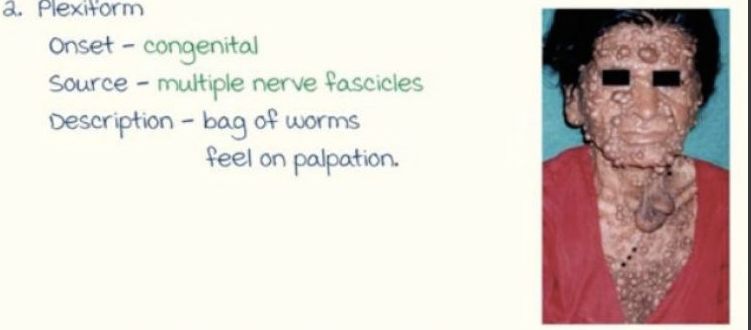 2. Plexiform
Onset - congenital
Source - multiple nerve fascicles
Description - bag of worms
feel on palpation.